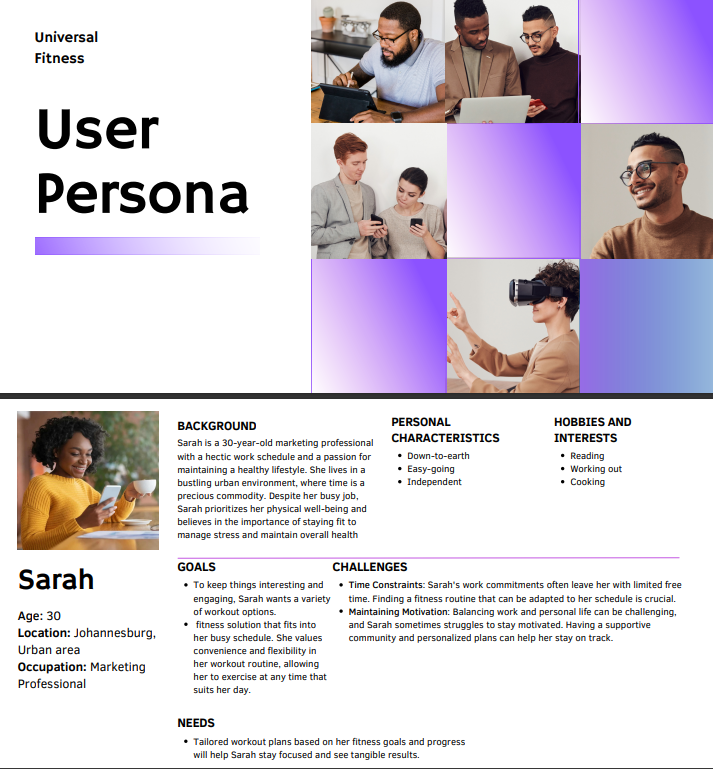 Universal
Fitness
User
Persona
Sarah
Age: 30
Location: Johannesburg,
Urban area
Occupation: Marketing
Professional
BACKGROUND
Sarah is a 30-year-old marketing professional
with a hectic work schedule and a passion for
maintaining a healthy lifestyle. She lives in a
bustling urban environment, where time is a
precious commodity. Despite her busy job,
Sarah prioritizes her physical well-being and
believes in the importance of staying fit to
manage stress and maintain overall health
PERSONAL
CHARACTERISTICS
• Down-to-earth
• Easy-going
• Independent
HOBBIES AND
INTERESTS
• Reading
• Working out
• Cooking
GOALS
• To keep things interesting and
engaging, Sarah wants a variety
of workout options.
• fitness solution that fits into
her busy schedule. She values
convenience and flexibility in
her workout routine, allowing
her to exercise at any time that
suits her day.
CHALLENGES
• Time Constraints: Sarah's work commitments often leave her with limited free
time. Finding a fitness routine that can be adapted to her schedule is crucial.
• Maintaining Motivation: Balancing work and personal life can be challenging,
and Sarah sometimes struggles to stay motivated. Having a supportive
community and personalized plans can help her stay on track.
NEEDS
• Tailored workout plans based on her fitness goals and progress
will help Sarah stay focused and see tangible results.